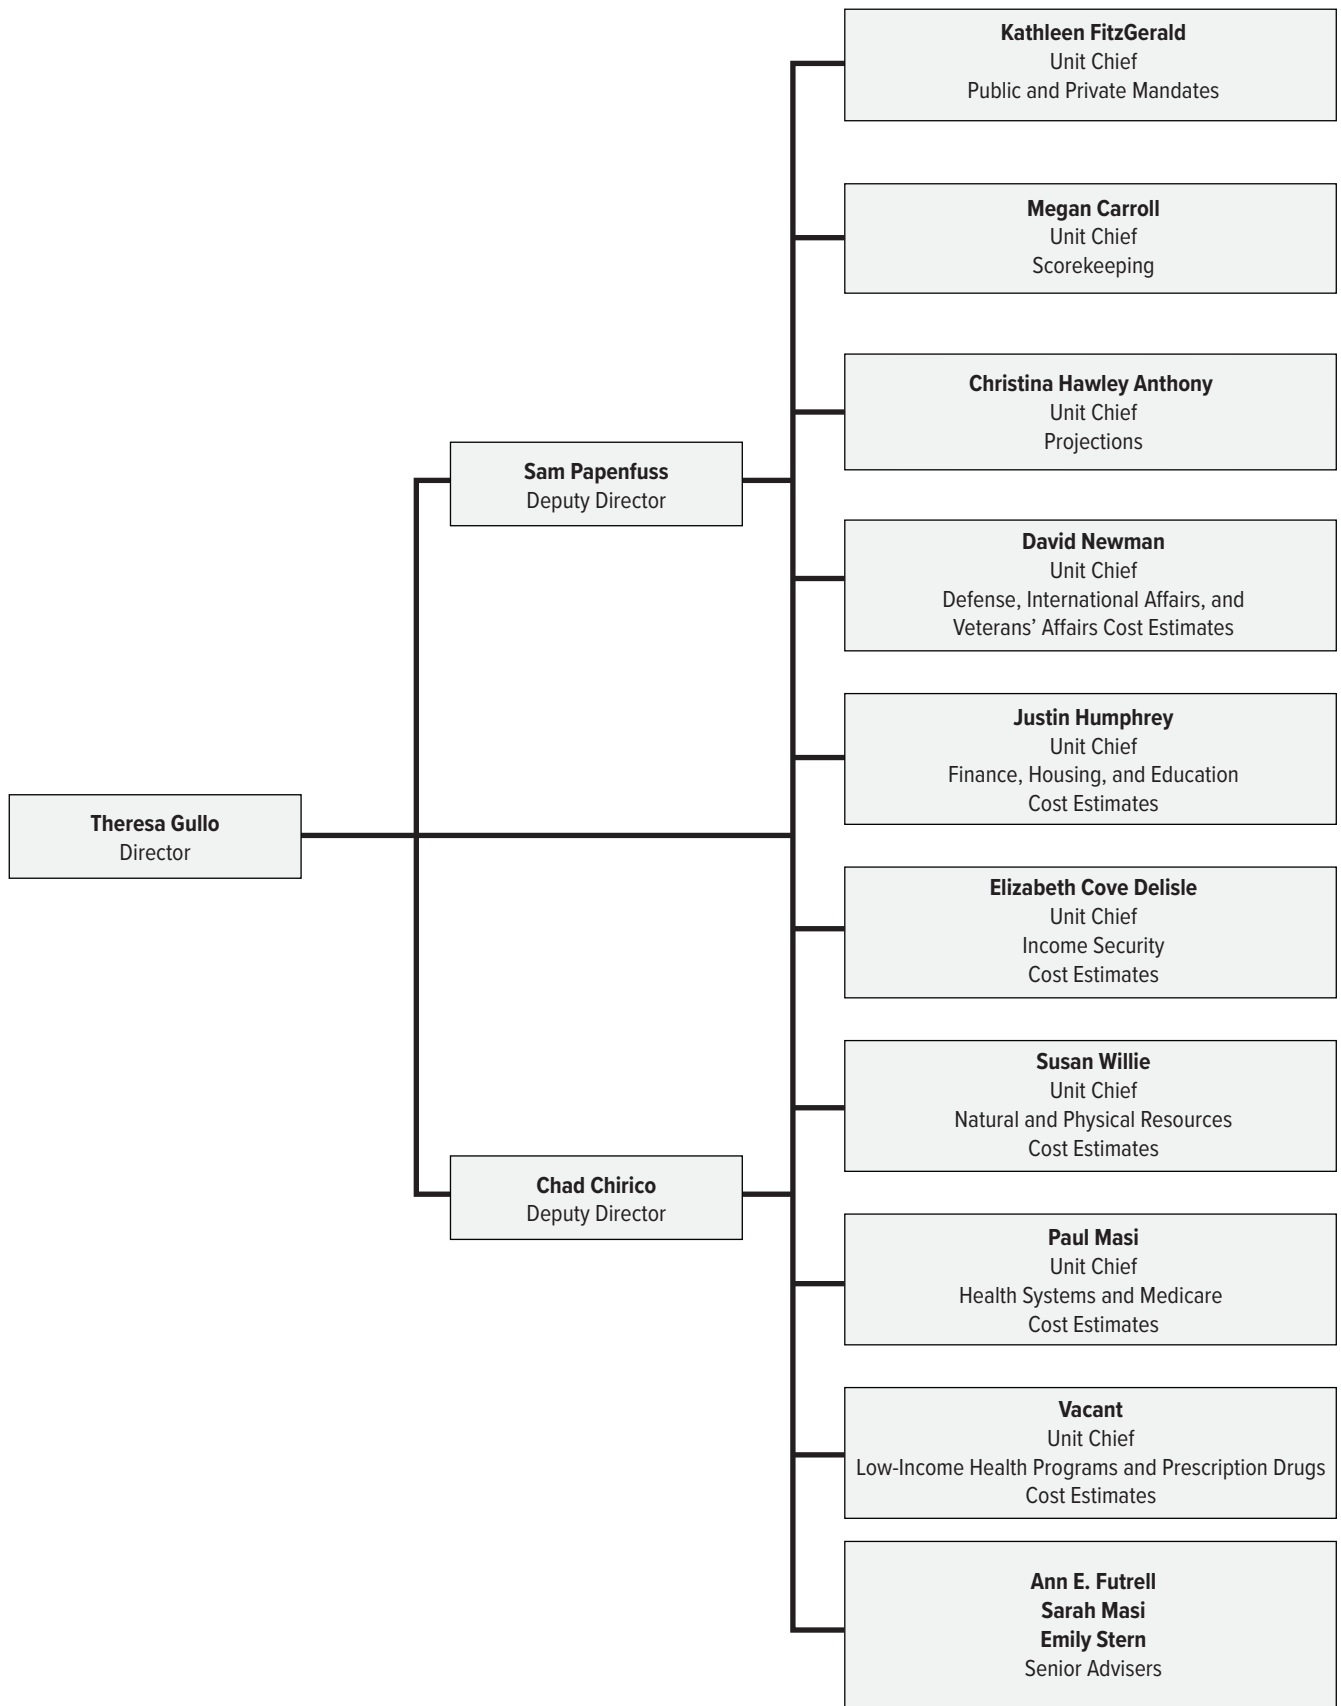 Kathleen FitzGerald
Unit Chief
Public and Private Mandates
Megan Carroll
Unit Chief
Scorekeeping
Christina Hawley Anthony
Unit Chief
Projections
Sam Papenfuss
Deputy Director
David Newman
Unit Chief
Defense, International Affairs, and
Veterans’ Affairs Cost Estimates
Justin Humphrey
Unit Chief
Finance, Housing, and Education
Cost Estimates
Theresa Gullo
Director
Elizabeth Cove Delisle
Unit Chief
Income Security
Cost Estimates
Susan Willie
Unit Chief
Natural and Physical Resources
Cost Estimates
Chad Chirico
Deputy Director
Paul Masi
Unit Chief
Health Systems and Medicare
Cost Estimates
Vacant
Unit Chief
Low-Income Health Programs and Prescription Drugs
Cost Estimates
Ann E. Futrell
Sarah Masi
Emily Stern
Senior Advisers